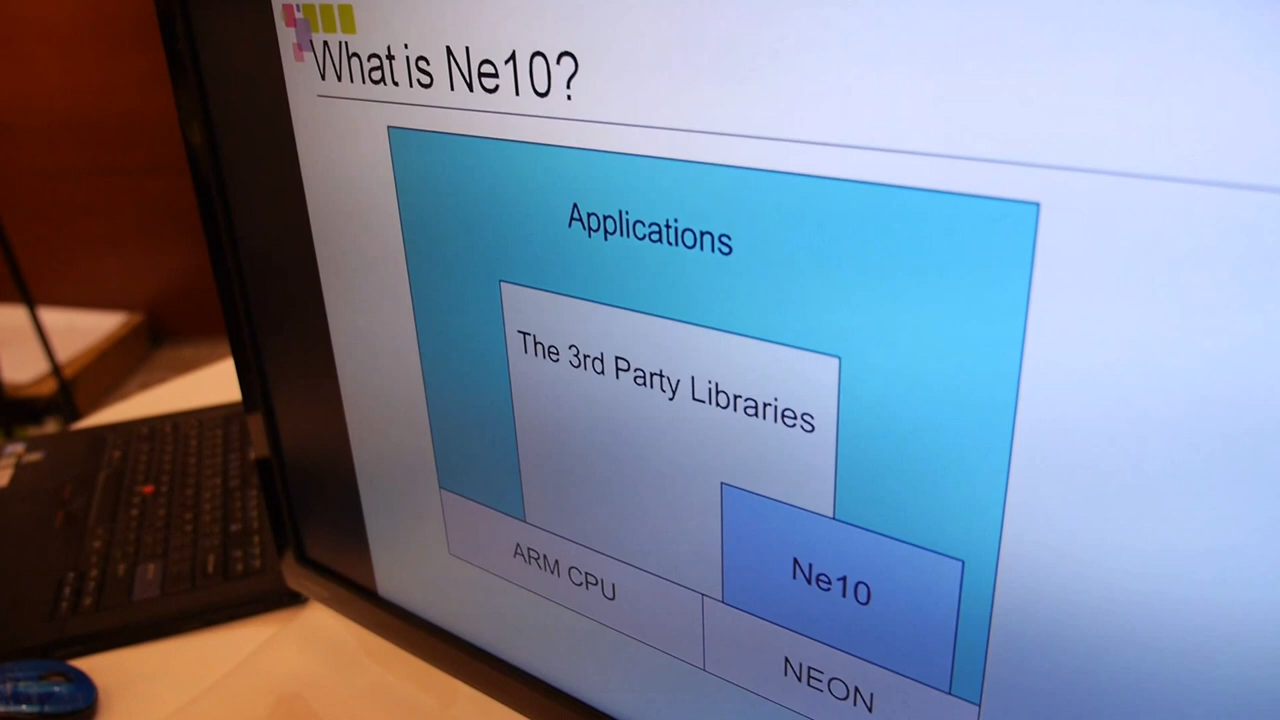 What is Ne10?
Applications
The 3rd Party Libraries
Ne10
ARM CPU
NEON